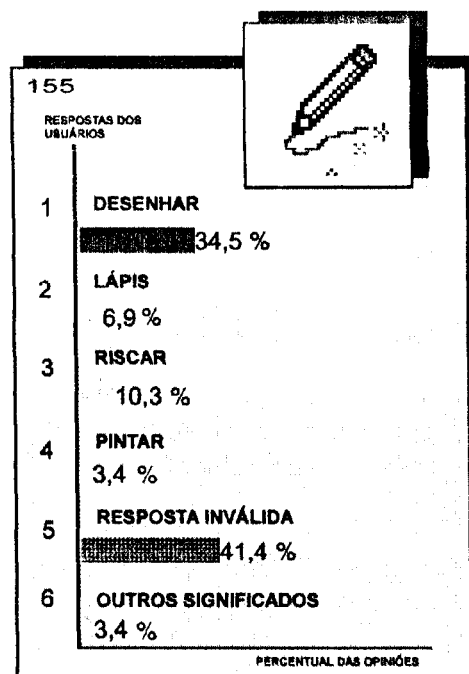 155
RESPOSTAS DOS
USUÁRIOS
1 DESENHAR
34,5 %
2 LÁPIS
6,9 %
3 RISCAR
10,3 %
4 PINTAR
3,4 %
5 RESPOSTA INVÁLIDA
41,4 %
6 OUTROS SIGNIFICADOS
3,4 %
PERCENTUAL DAS OPINIÕES